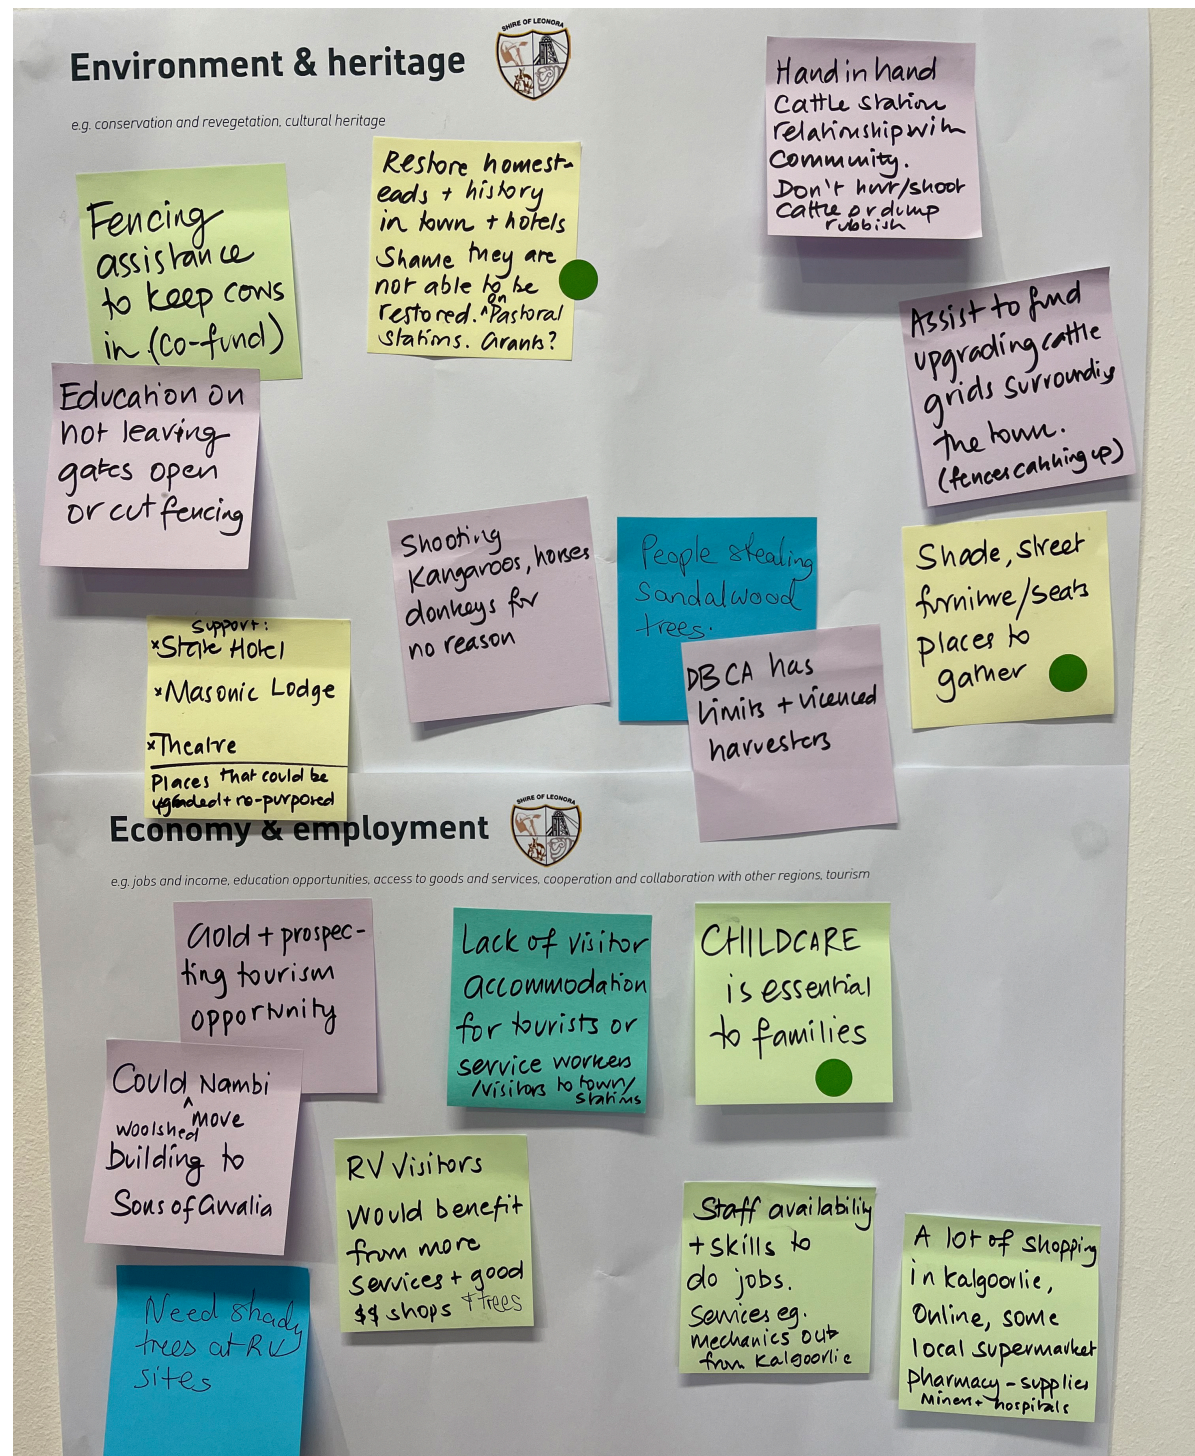 SHIRE OF LEONORA
Environment & heritage
e.g. conservation and revegetation, cultural heritage
Hand in hand
Cattle station
relationship with
Community.
Don't hurt/shoot
Cattle or dump
rubbish
Restore homest-
eads + history
in town + hotels
Shame they are
not able to be
restored. ^on Pastoral
Stations. Grants?
Fencing
assistance
to keep cows
in (co-fund)
Assist to fund
upgrading cattle
grids surrounding
the town.
(fences catching up)
Education on
not leaving
gates open
or cut fencing
Shooting
Kangaroos, horses
donkeys for
no reason
People stealing
Sandalwood
trees.
Shade, street
furniture/seats
places to
gather
DBCA has
limits + licenced
harvesters
Support:
x State Hotel
x Masonic Lodge
x Theatre
Places that could be
upgraded + re-purposed
SHIRE OF LEONORA
Economy & employment
e.g. jobs and income, education opportunities, access to goods and services, cooperation and collaboration with other regions, tourism
Gold + prospec-
ting tourism
opportunity
Lack of visitor
accommodation
for tourists or
service workers
/visitors to town/
stations
CHILDCARE
is essential
to families
Could Nambi
^
woolshed move
building to
Sons of Gwalia
RV Visitors
Would benefit
from more
services + good
$$ shops + trees
Staff availability
+ skills to
do jobs.
Services eg.
mechanics out
from Kalgoorlie
A lot of shopping
in Kalgoorlie,
Online, some
local supermarket
pharmacy - supplies
Miners + hospitals
Need shady
trees at RV
sites